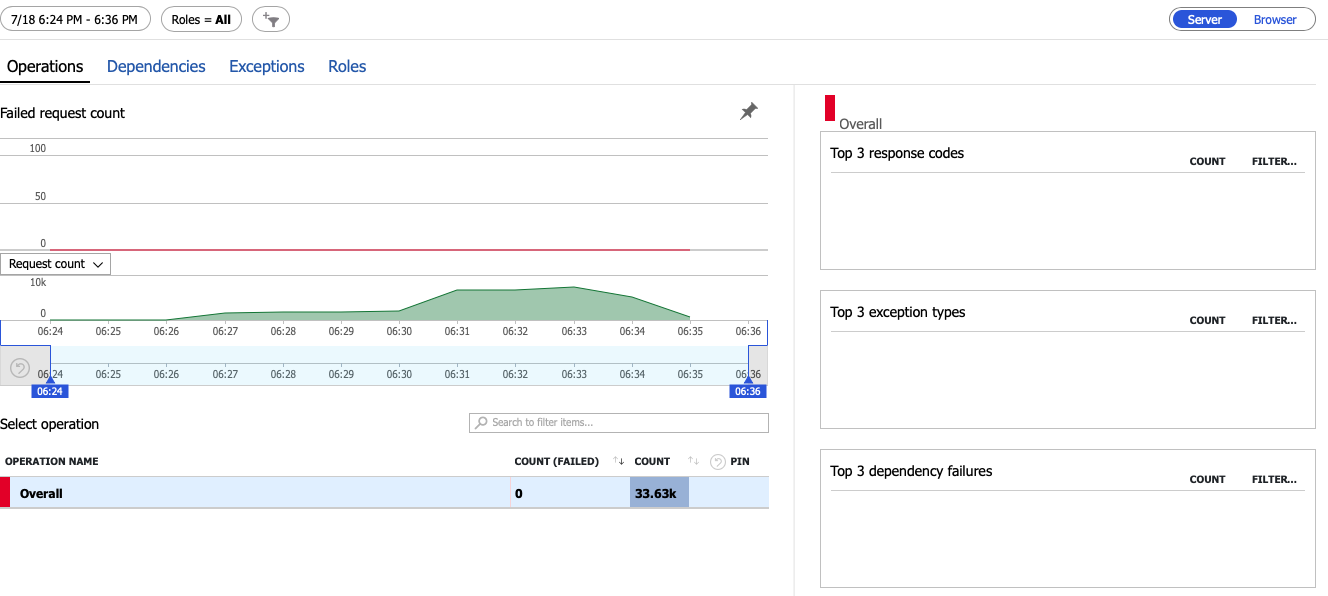 7/18 6:24 PM - 6:36 PM
Roles = All
Server
Browser
Operations
Dependencies
Exceptions
Roles
Failed request count
100
50
0
Request count
10k
0
06:24 06:25 06:26 06:27 06:28 06:29 06:30 06:31 06:32 06:33 06:34 06:35 06:36
06:24 06:25 06:26 06:27 06:28 06:29 06:30 06:31 06:32 06:33 06:34 06:35 06:36
06:24
06:36
Select operation
Search to filter items...
OPERATION NAME COUNT (FAILED) COUNT PIN
Overall 0 33.63k
Overall
Top 3 response codes
COUNT FILTER...
Top 3 exception types
COUNT FILTER...
Top 3 dependency failures
COUNT FILTER...